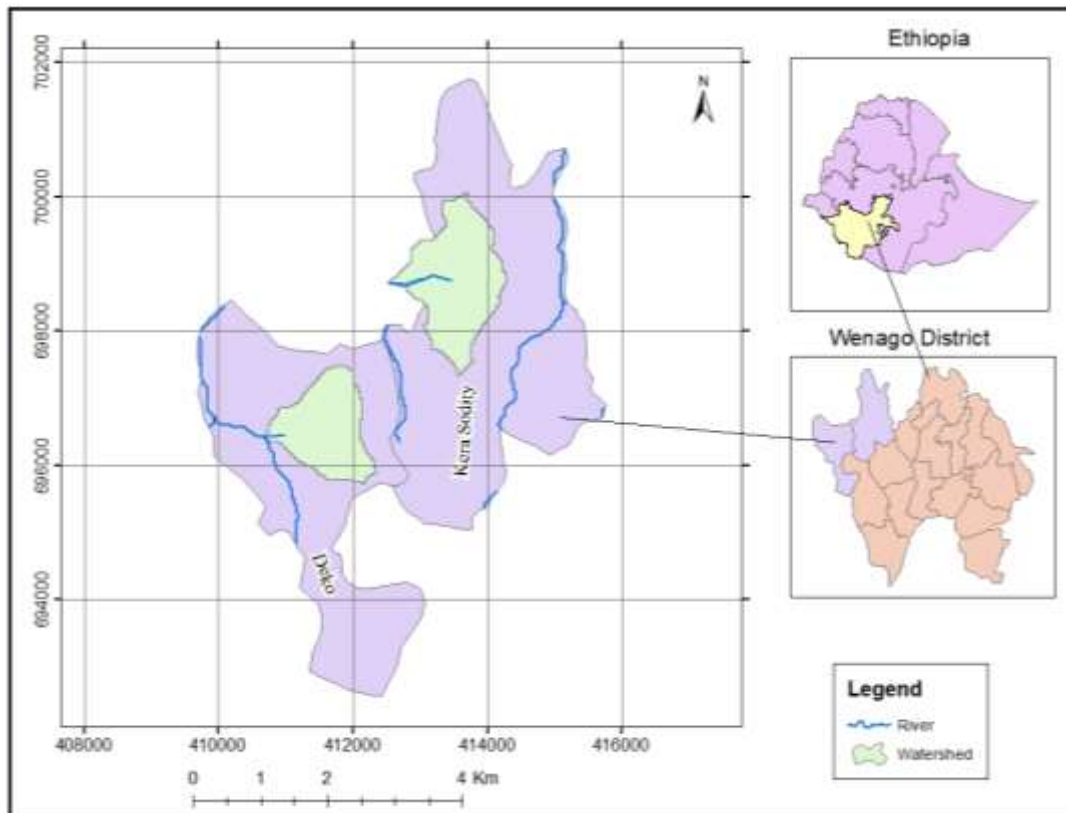 Ethiopia
Wenago District
N
702000
700000
698000
696000
694000
408000
410000
412000
414000
416000
Kera Sodity
Deko
0 1 2 4 Km
Legend
River
Watershed